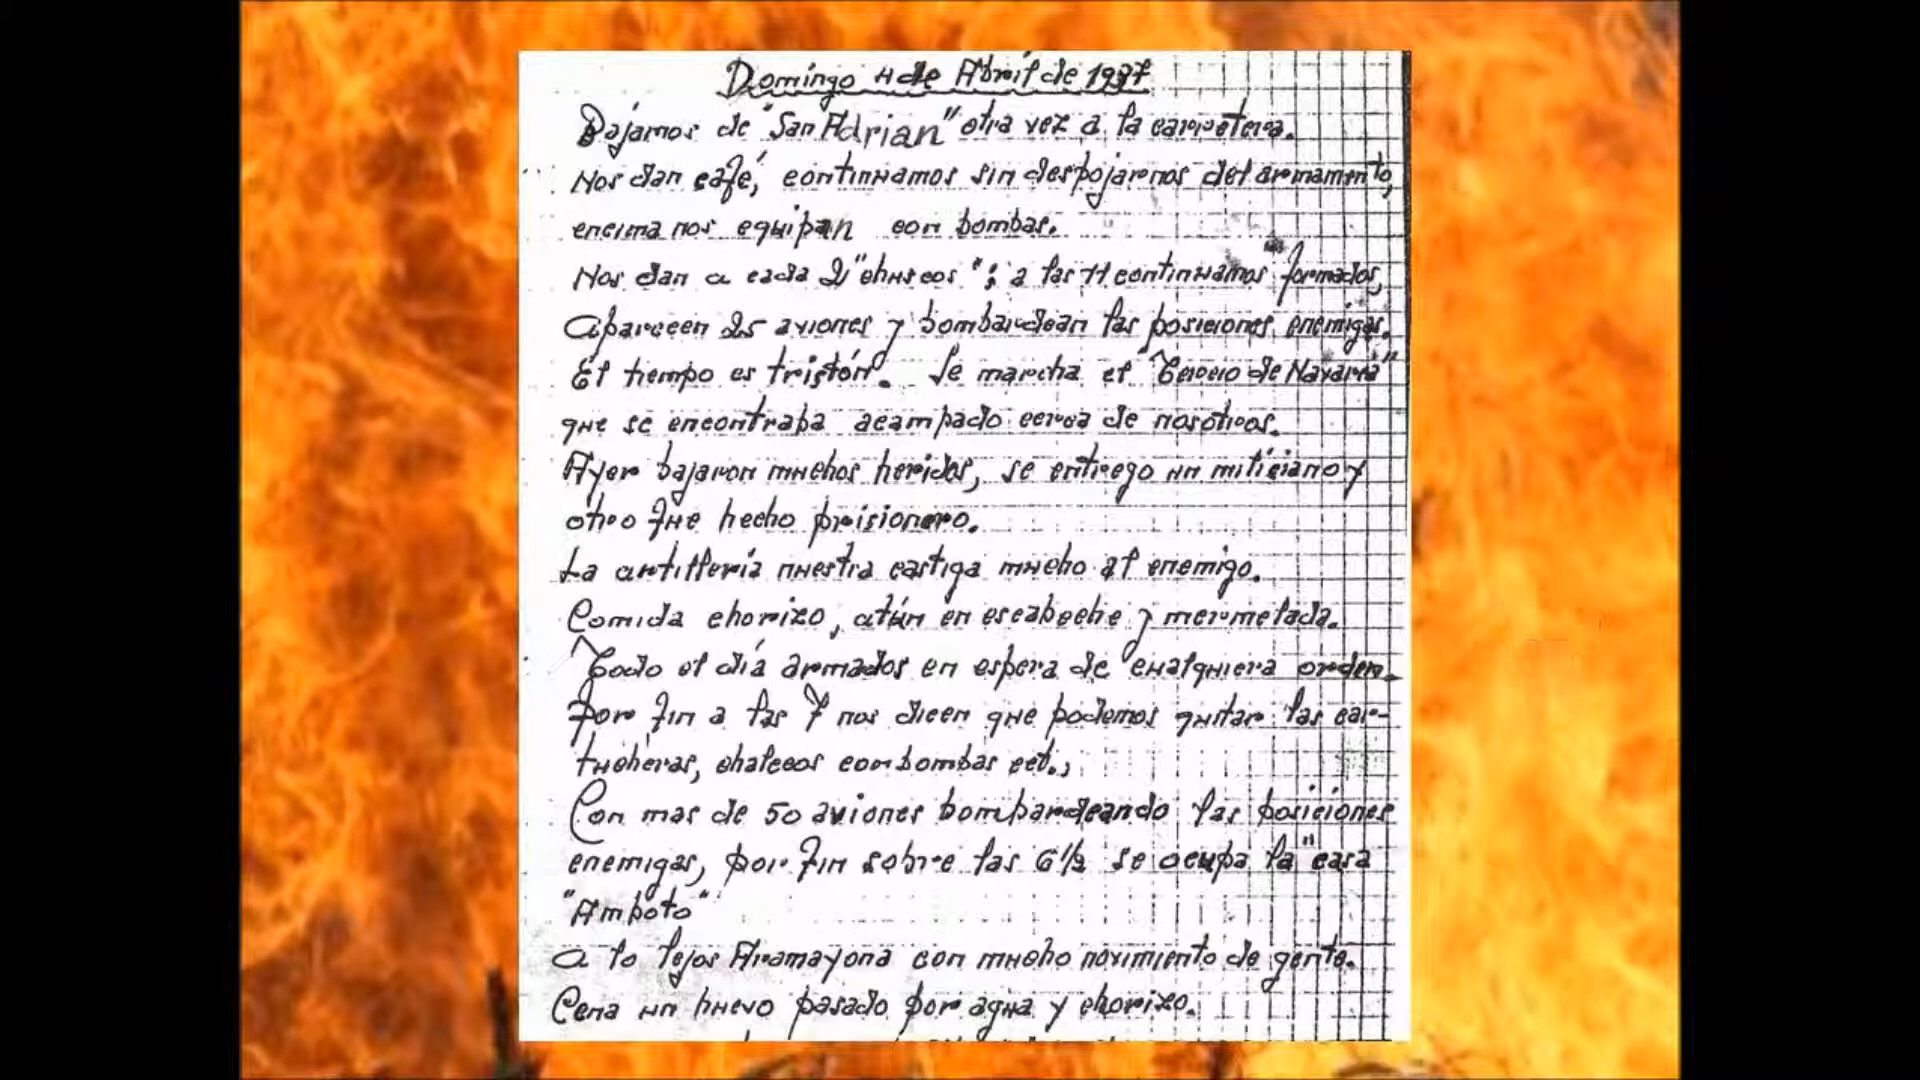 Domingo 4 de Abril de 1937
Bajamos de "San Adrian" otra vez a la carretera.
Nos dan café, continuamos sin despojarnos del armamento,
encima nos equipan con bombas.
Nos dan a cada 2 "chuscos"; a las 11 continuamos formados,
Aparecen 25 aviones y bombardean las posiciones enemigas.
El tiempo es tristón. Se marcha el "Tercio de Navarra"
que se encontraba acampado cerca de nosotros.
Ayer bajaron muchos heridos, se entrego un miliciano y
otro fue hecho prisionero.
La artillería nuestra castiga mucho al enemigo.
Comida chorizo, atún en escabeche y mermelada.
Todo el día armados en espera de cualquiera orden.
Por fin a las 7 nos dicen que podemos quitar las car-
tucheras, chalecos con bombas ect.,
Con mas de 50 aviones bombardeando las posiciones
enemigas, por fin sobre las 6 1/2 se ocupa la "casa
"Amboto"
A lo lejos Aramayona con mucho movimiento de gente.
Cena un huevo pasado por agua y chorizo.